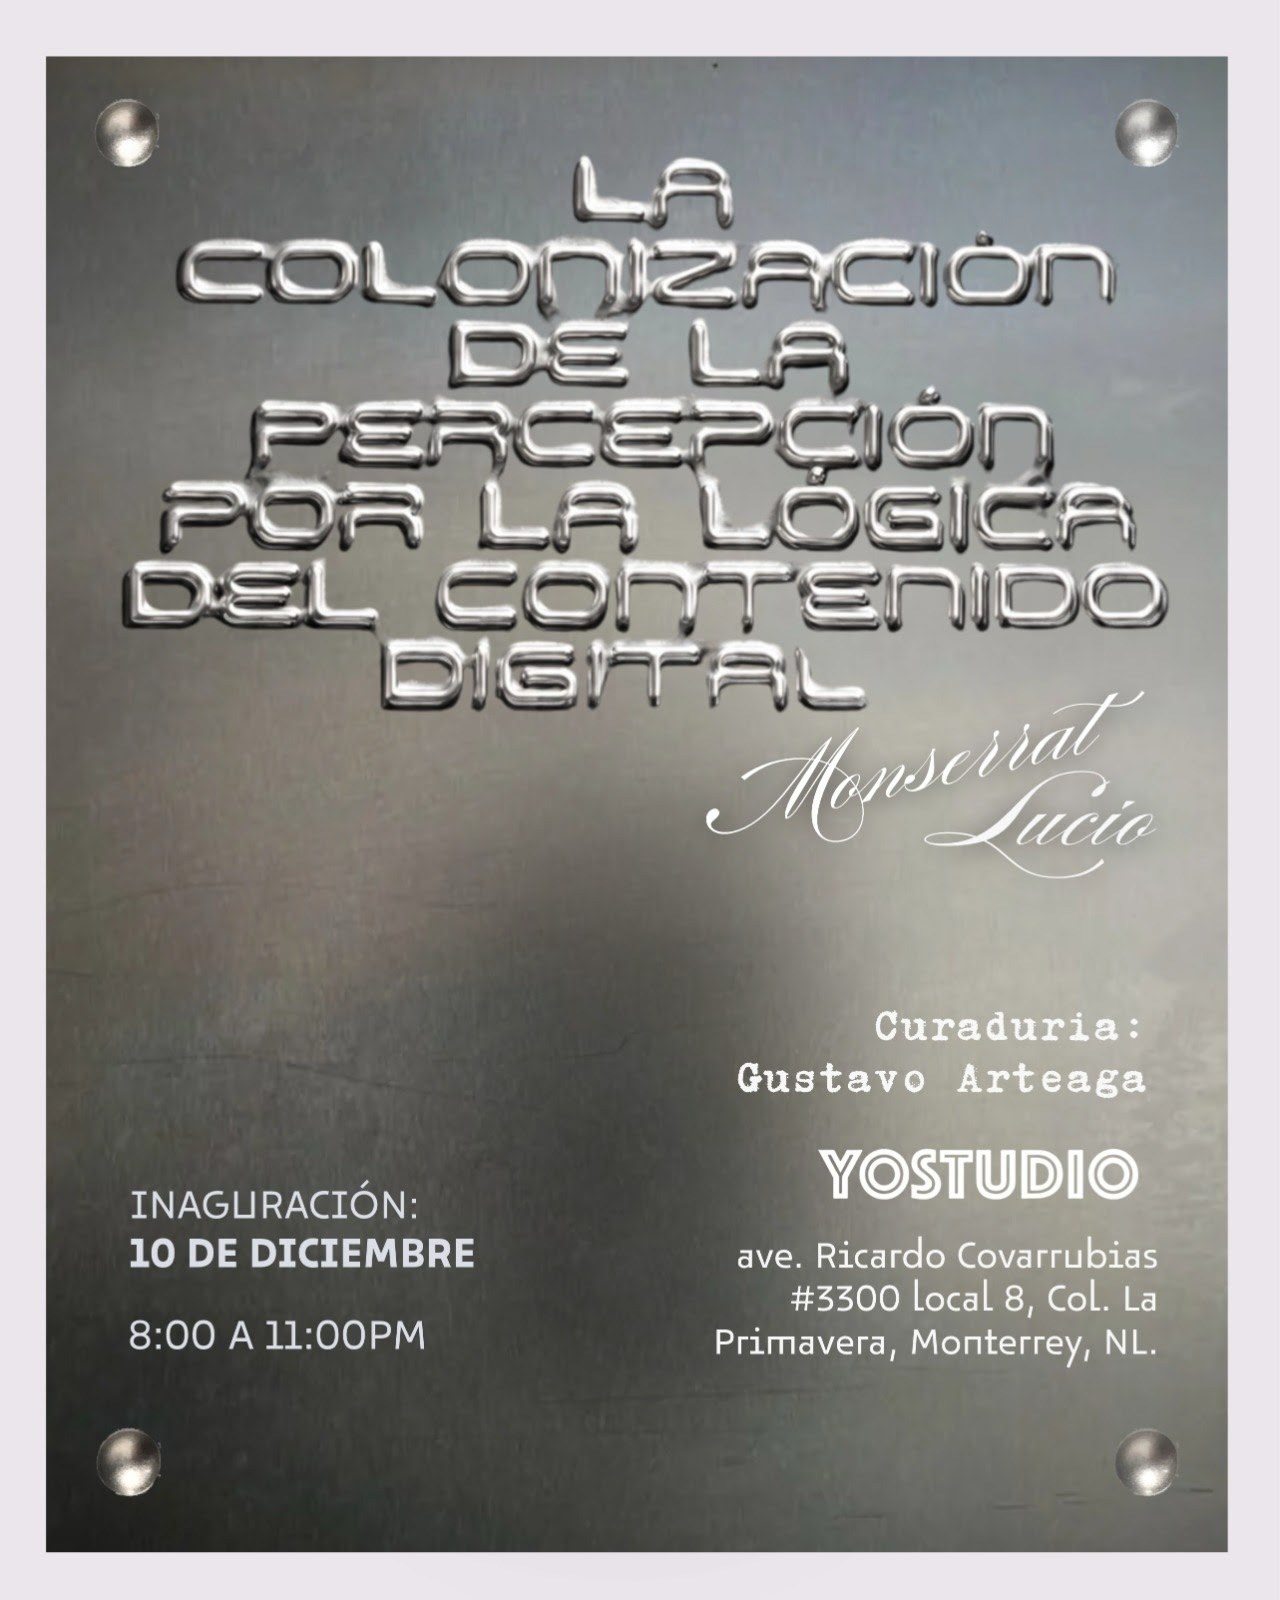 LA
COLONIZACIÓN
DE LA
PERCEPCIÓN
POR LA LÓGICA
DEL CONTENIDO
DIGITAL
Monserrat
Lucío
Curaduria:
Gustavo Arteaga
YOSTUDIO
INAGURACIÓN:
10 DE DICIEMBRE
8:00 A 11:00PM
ave. Ricardo Covarrubias
#3300 local 8, Col. La
Primavera, Monterrey, NL.